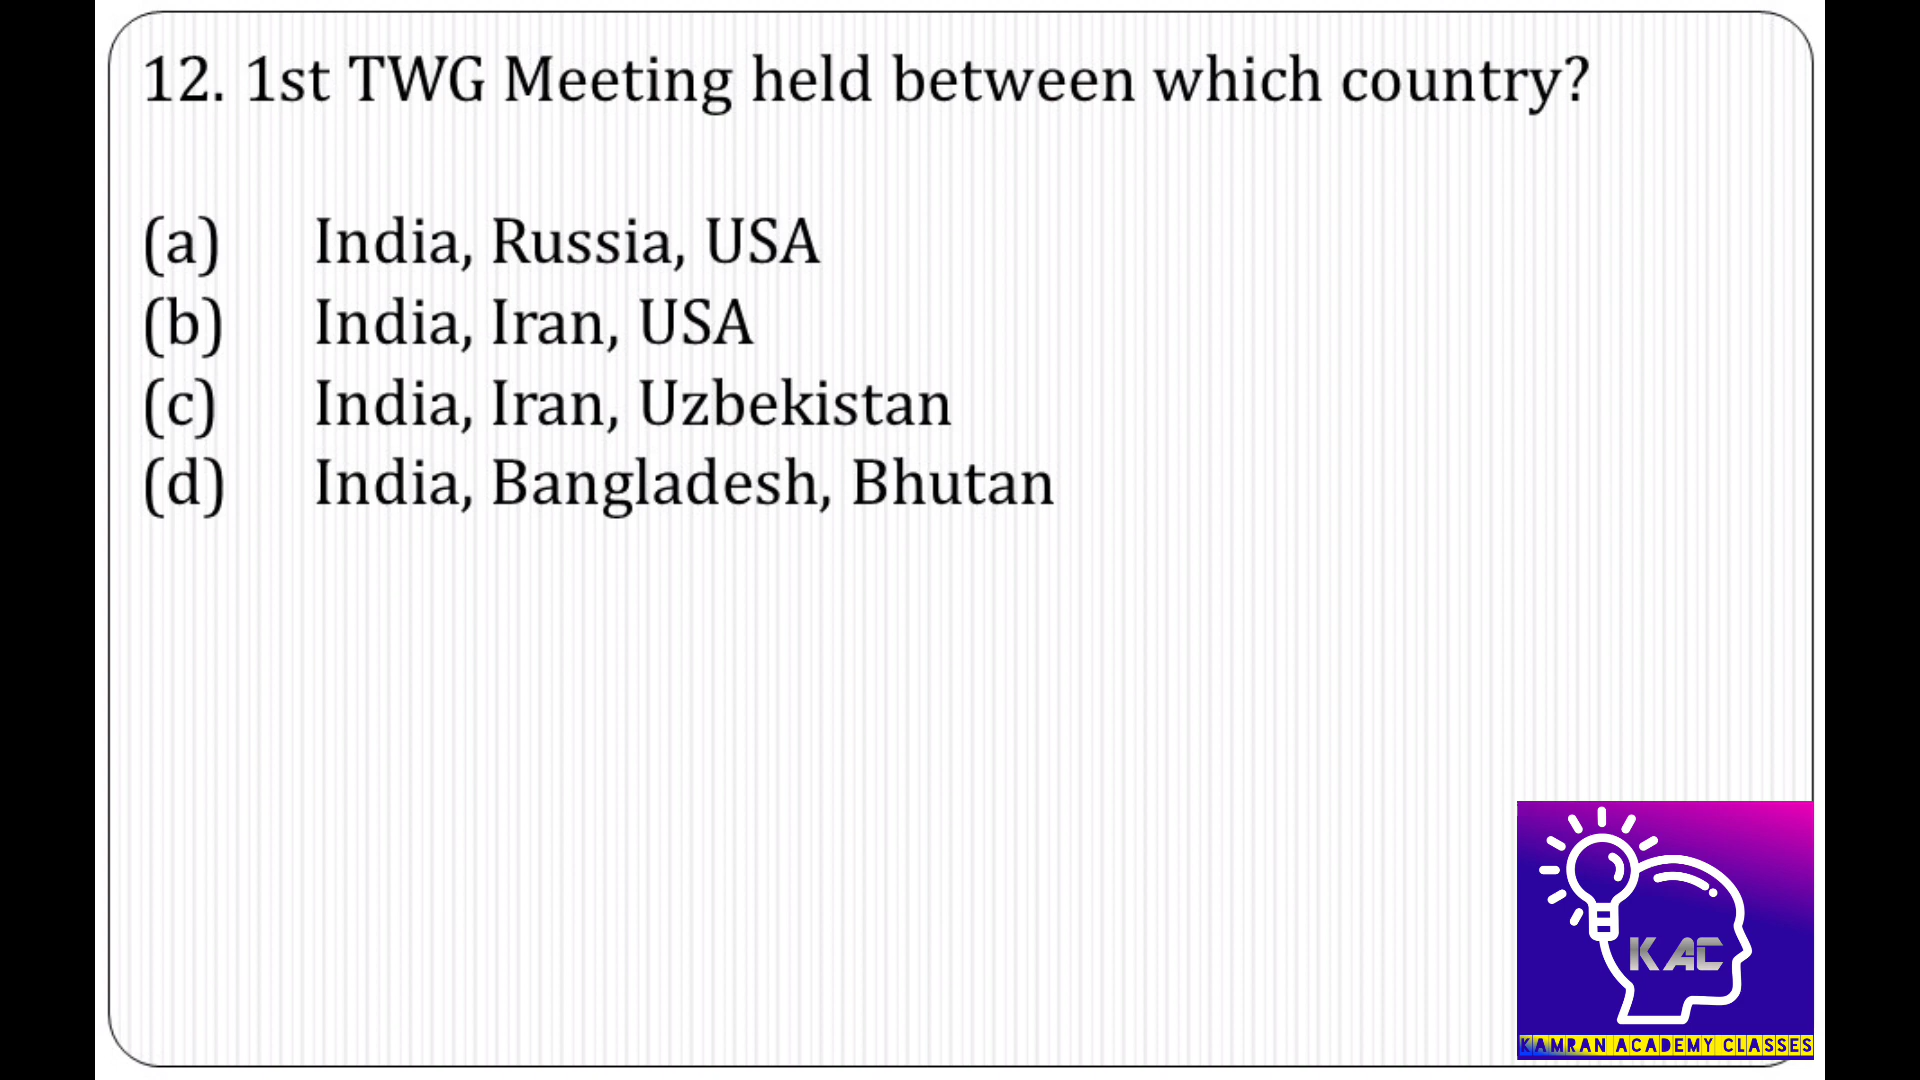 12. 1st TWG Meeting held between which country?
(a) India, Russia, USA
(b) India, Iran, USA
(c) India, Iran, Uzbekistan
(d) India, Bangladesh, Bhutan
KAC
KAMRAN ACADEMY CLASSES